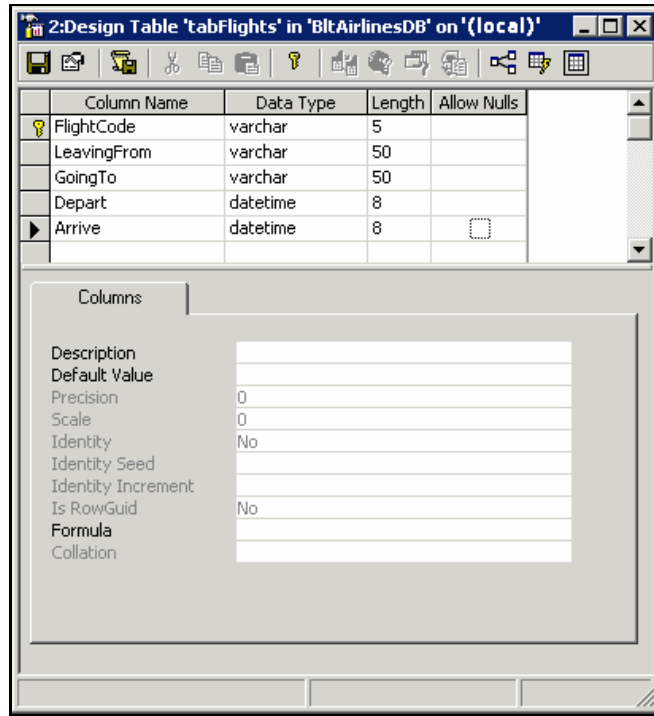 2:Design Table 'tabFlights' in 'BltAirlinesDB' on '(local)'
Column Name Data Type Length Allow Nulls
FlightCode varchar 5
LeavingFrom varchar 50
GoingTo varchar 50
Depart datetime 8
Arrive datetime 8
Columns
Description
Default Value
Precision 0
Scale 0
Identity No
Identity Seed
Identity Increment
Is RowGuid No
Formula
Collation